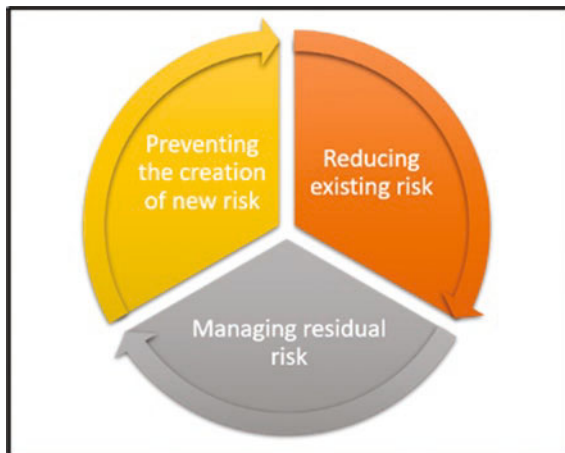 Preventing
the creation
of new risk
Reducing
existing risk
Managing residual
risk